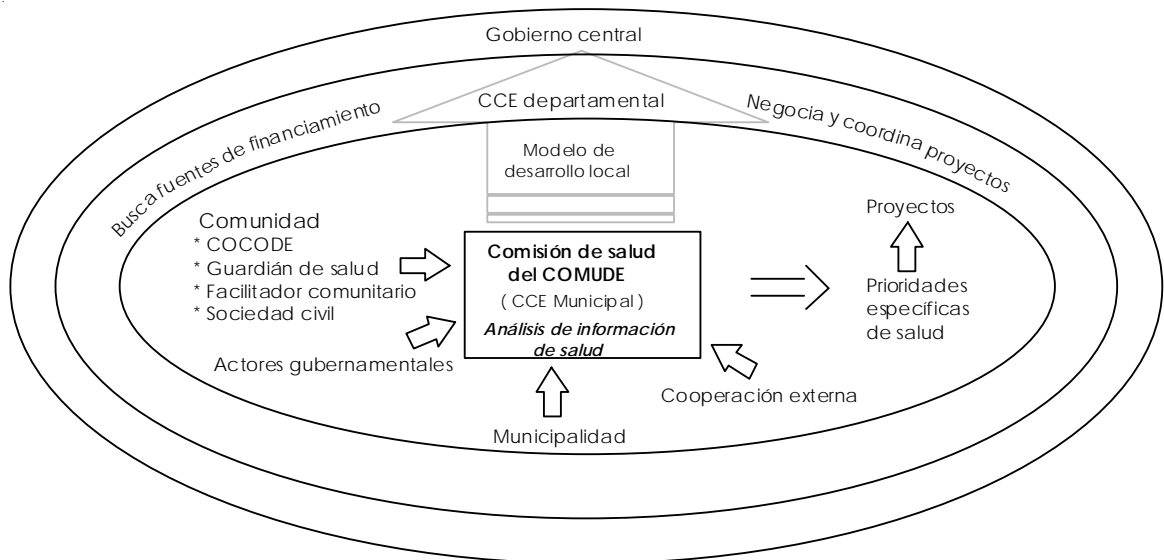 Gobierno central
CCE departamental
Busca fuentes de financiamiento
Negocia y coordina proyectos
Modelo de
desarrollo local
Comunidad
* COCODE
* Guardián de salud
* Facilitador comunitario
* Sociedad civil
Comisión de salud
del COMUDE
( CCE Municipal )
Análisis de información
de salud
Proyectos
Prioridades
específicas
de salud
Actores gubernamentales
Cooperación externa
Municipalidad